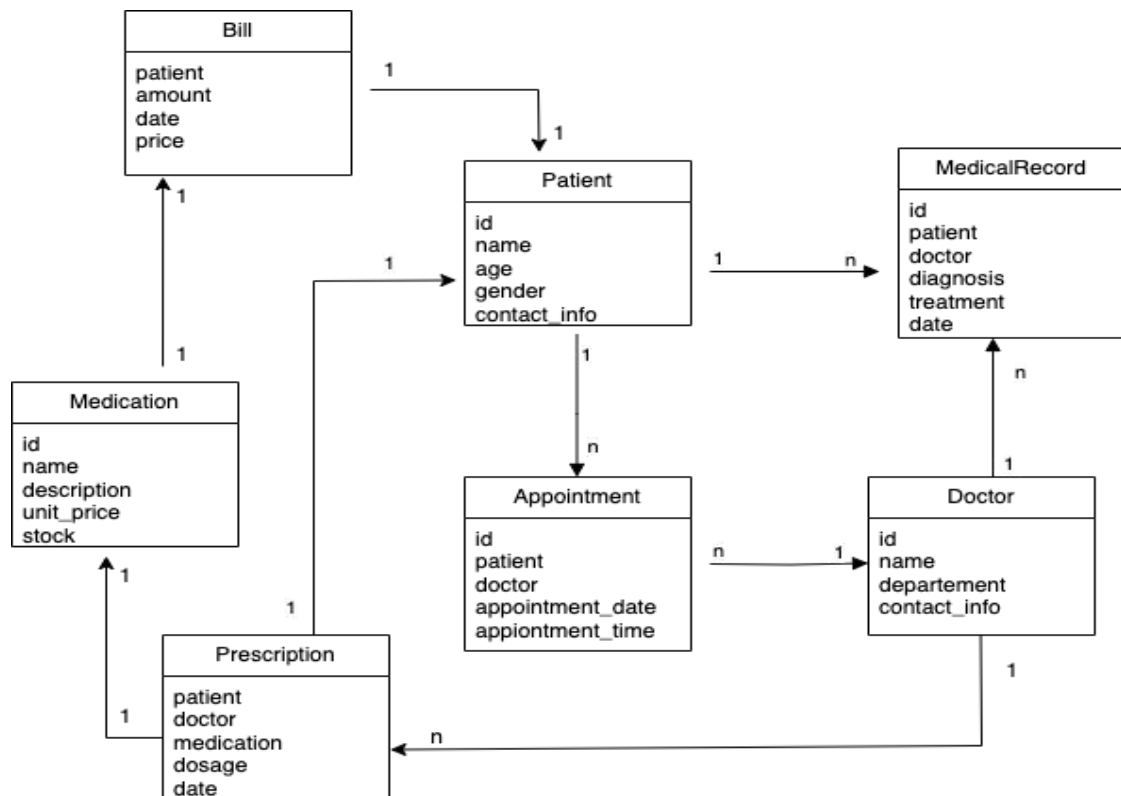 Bill
patient
amount
date
price
1
1
1
1
Patient
id
name
age
gender
contact_info
1
n
MedicalRecord
id
patient
doctor
diagnosis
treatment
date
1
1
n
1
n
1
Medication
id
name
description
unit_price
stock
1
1
Appointment
id
patient
doctor
appointment_date
appiontment_time
n
1
Doctor
id
name
departement
contact_info
1
n
Prescription
patient
doctor
medication
dosage
date